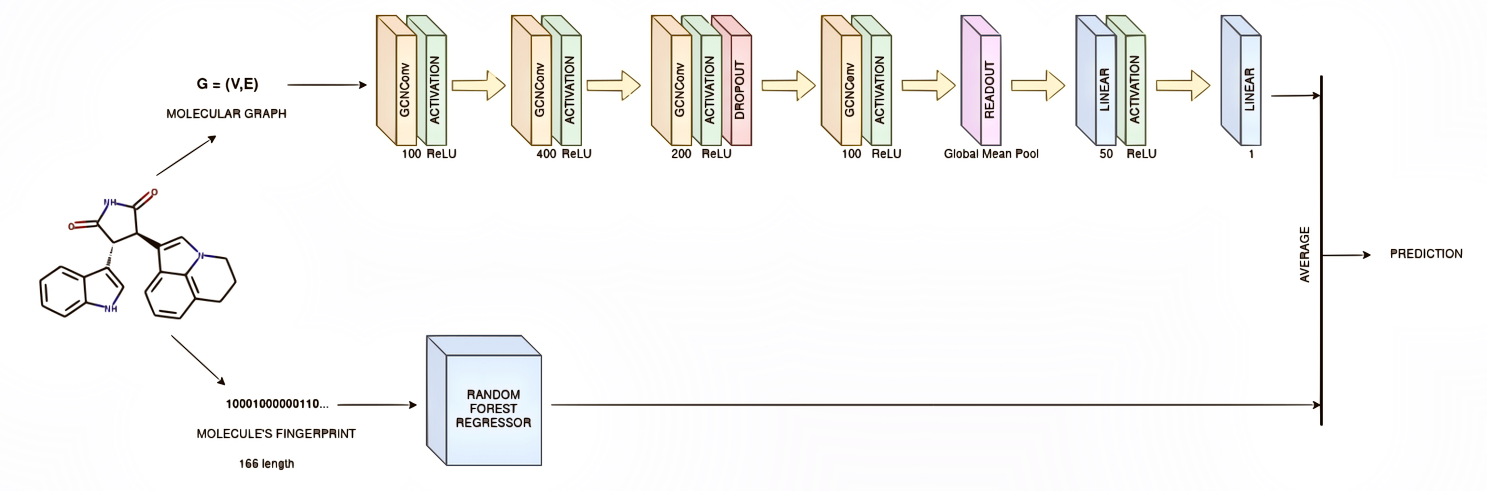 G = (V,E)
MOLECULAR GRAPH
GCNConv
ACTIVATION
100 ReLU
GCNConv
ACTIVATION
400 ReLU
GCNConv
ACTIVATION
DROPOUT
200 ReLU
GCNConv
ACTIVATION
100 ReLU
READOUT
Global Mean Pool
LINEAR
ACTIVATION
50 ReLU
LINEAR
1
NH
O
O
N
NH
AVERAGE
PREDICTION
RANDOM
FOREST
REGRESSOR
10001000000110...
MOLECULE'S FINGERPRINT
166 length